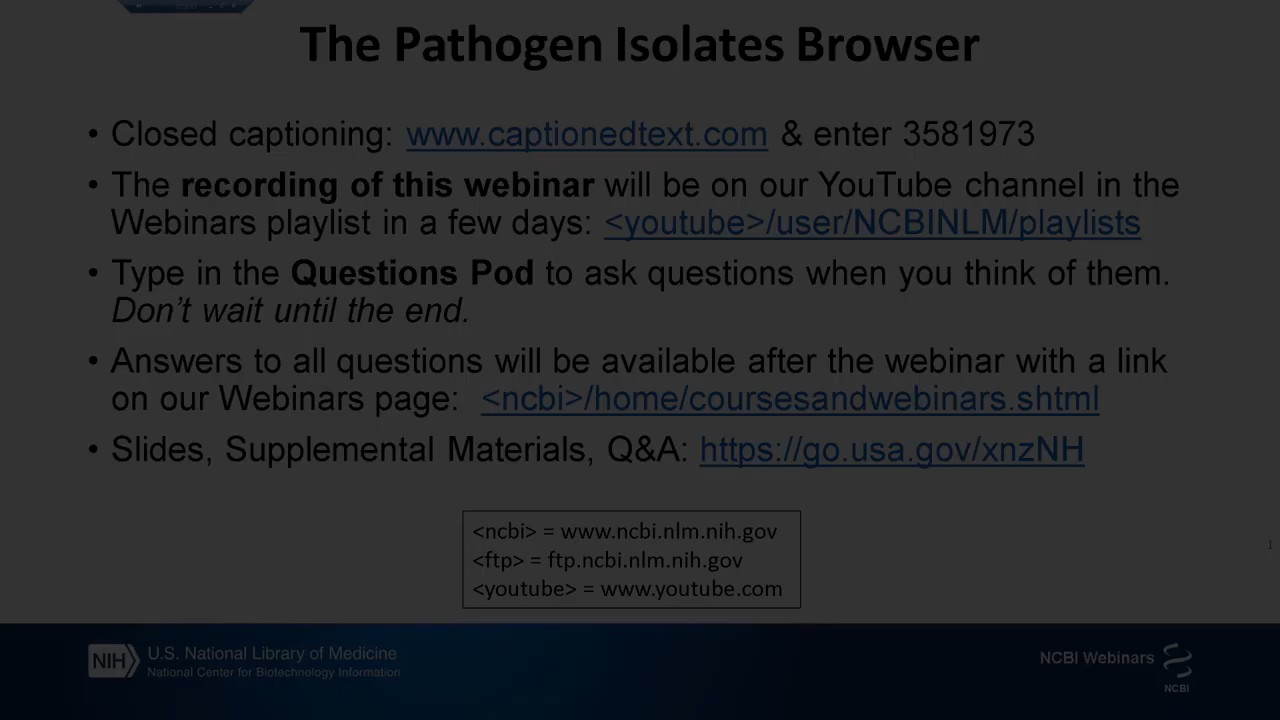 The Pathogen Isolates Browser
• Closed captioning: www.captionedtext.com & enter 3581973
• The recording of this webinar will be on our YouTube channel in the
Webinars playlist in a few days: <youtube>/user/NCBINLM/playlists
• Type in the Questions Pod to ask questions when you think of them.
Don't wait until the end.
• Answers to all questions will be available after the webinar with a link
on our Webinars page: <ncbi>/home/coursesandwebinars.shtml
• Slides, Supplemental Materials, Q&A: https://go.usa.gov/xnzNH
<ncbi> = www.ncbi.nlm.nih.gov
<ftp> = ftp.ncbi.nlm.nih.gov
<youtube> = www.youtube.com
1
NIH U.S. National Library of Medicine
National Center for Biotechnology Information
NCBI Webinars
NCBI